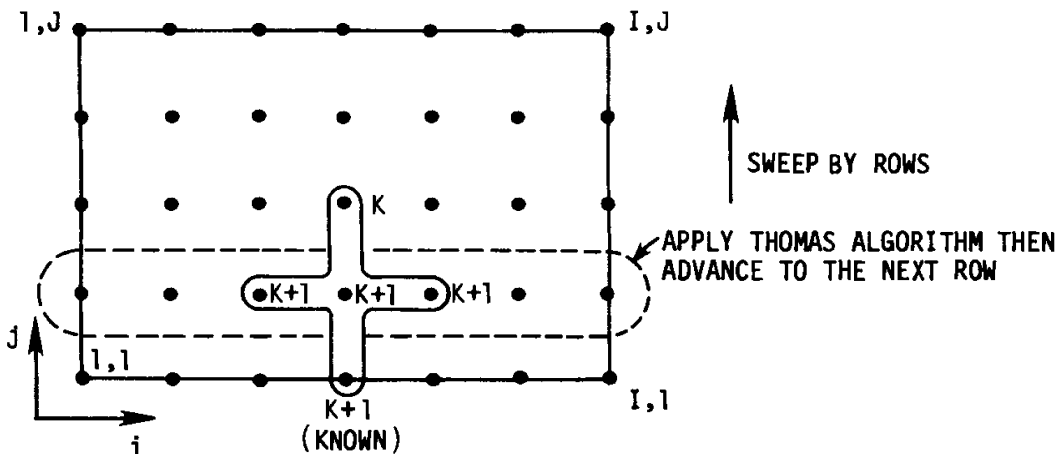 1,J
I,J
SWEEP BY ROWS
K
APPLY THOMAS ALGORITHM THEN
ADVANCE TO THE NEXT ROW
K+1
K+1
K+1
j
1,1
I,1
K+1
(KNOWN)
i